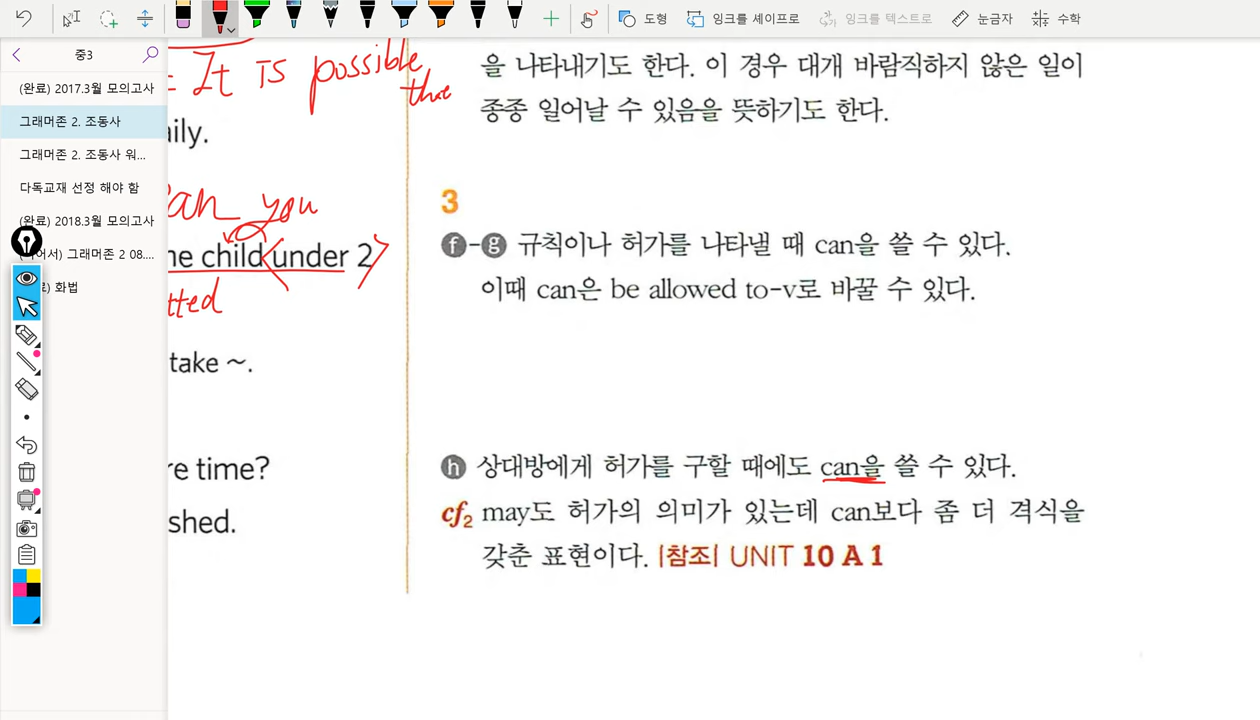 도형
잉크를 셰이프로
잉크를 텍스트로
눈금자
수학
중3
(완료) 2017.3월 모의고사
그래머존 2. 조동사
그래머존 2. 조동사 워...
다독교재 선정 해야 함
(완료) 2018.3월 모의고사
어서) 그래머존 2 08....
) 화법
= It is possible
that
aily.
can you
he child<under 2>
tted
take ~.
re time?
shed.
을 나타내기도 한다. 이 경우 대개 바람직하지 않은 일이
종종 일어날 수 있음을 뜻하기도 한다.
3
f-g 규칙이나 허가를 나타낼 때 can을 쓸 수 있다.
이때 can은 be allowed to-v로 바꿀 수 있다.
h 상대방에게 허가를 구할 때에도 can을 쓸 수 있다.
cf2 may도 허가의 의미가 있는데 can보다 좀 더 격식을
갖춘 표현이다. |참조| UNIT 10 A 1